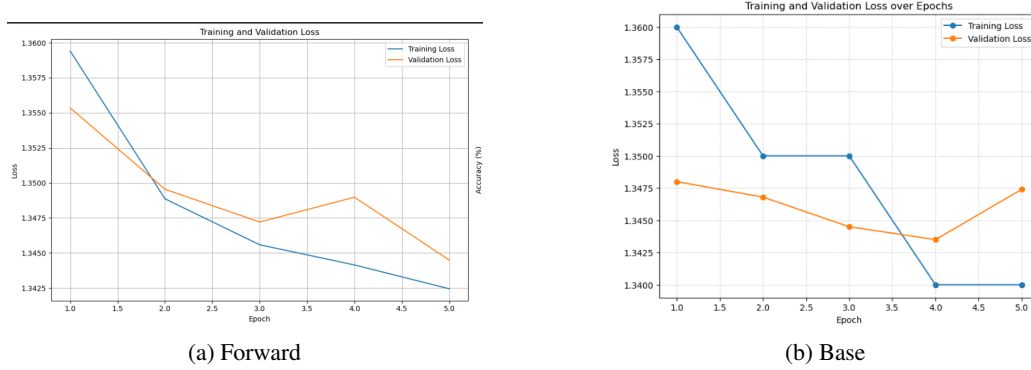 Training and Validation Loss
Training Loss
Validation Loss
1.3600
1.3575
1.3550
1.3525
1.3500
1.3475
1.3450
1.3425
Loss
1.0 1.5 2.0 2.5 3.0 3.5 4.0 4.5 5.0
Epoch
Accuracy (%)
(a) Forward
Training and Validation Loss over Epochs
Training Loss
Validation Loss
1.3600
1.3575
1.3550
1.3525
1.3500
1.3475
1.3450
1.3425
1.3400
Loss
1.0 1.5 2.0 2.5 3.0 3.5 4.0 4.5 5.0
Epoch
(b) Base